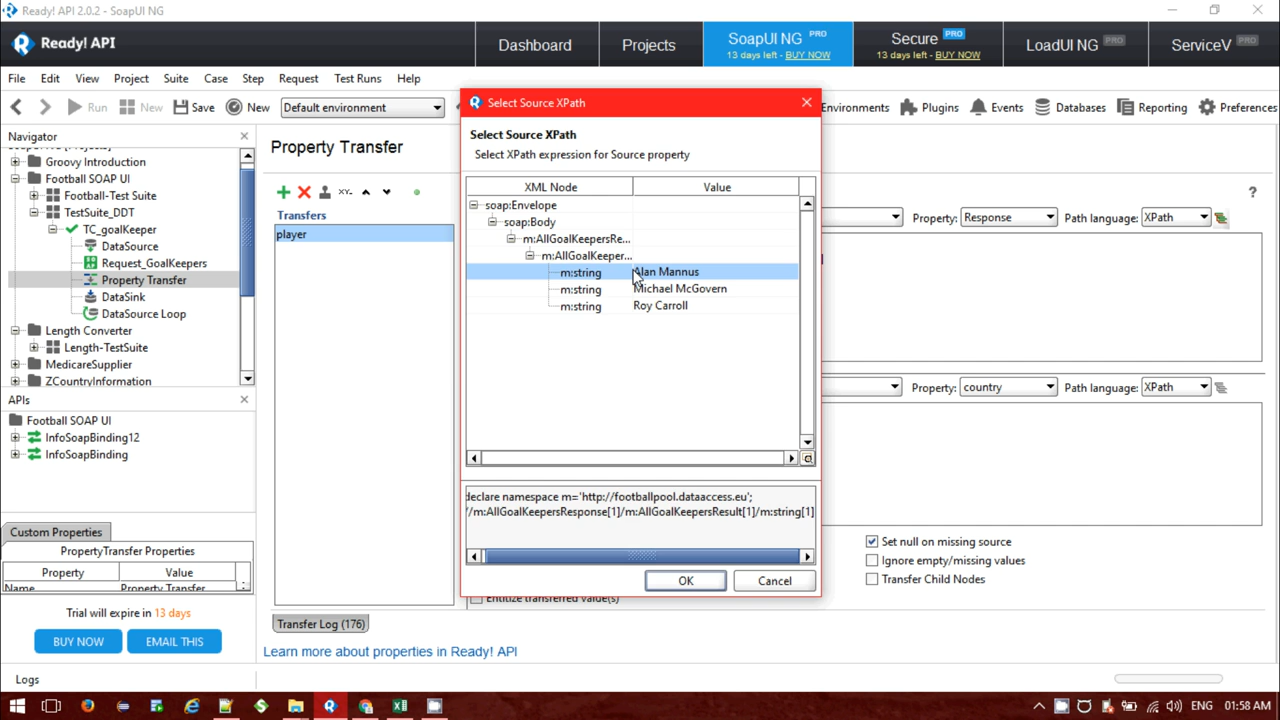 Ready! API 2.0.2 - SoapUI NG
Ready! API
Dashboard
Projects
SoapUI NG PRO
13 days left - BUY NOW
Secure PRO
13 days left - BUY NOW
LoadUI NG PRO
ServiceV PRO
File Edit View Project Suite Case Step Request Test Runs Help
Run New Save New Default environment
Environments Plugins Events Databases Reporting Preferences
Navigator
Groovy Introduction
Football SOAP UI
Football-Test Suite
TestSuite_DDT
TC_goalKeeper
DataSource
Request_GoalKeepers
Property Transfer
DataSink
DataSource Loop
Length Converter
Length-TestSuite
MedicareSupplier
ZCountryInformation
APIs
Football SOAP UI
InfoSoapBinding12
InfoSoapBinding
Custom Properties
PropertyTransfer Properties
Property Value
Name Property Transfer
Trial will expire in 13 days
BUY NOW EMAIL THIS
Logs
Property Transfer
XY=
Transfers
player
Transfer Log (176)
Learn more about properties in Ready! API
Select Source XPath
Select Source XPath
Select XPath expression for Source property
XML Node Value
soap:Envelope
soap:Body
m:AllGoalKeepersRe...
m:AllGoalKeeper...
m:string Alan Mannus
m:string Michael McGovern
m:string Roy Carroll
declare namespace m='http://footballpool.dataaccess.eu';
//m:AllGoalKeepersResponse[1]/m:AllGoalKeepersResult[1]/m:string[1]
OK Cancel
?
Property: Response Path language: XPath
Property: country Path language: XPath
Set null on missing source
Ignore empty/missing values
Transfer Child Nodes
Entitize transferred value(s)
ENG 01:58 AM